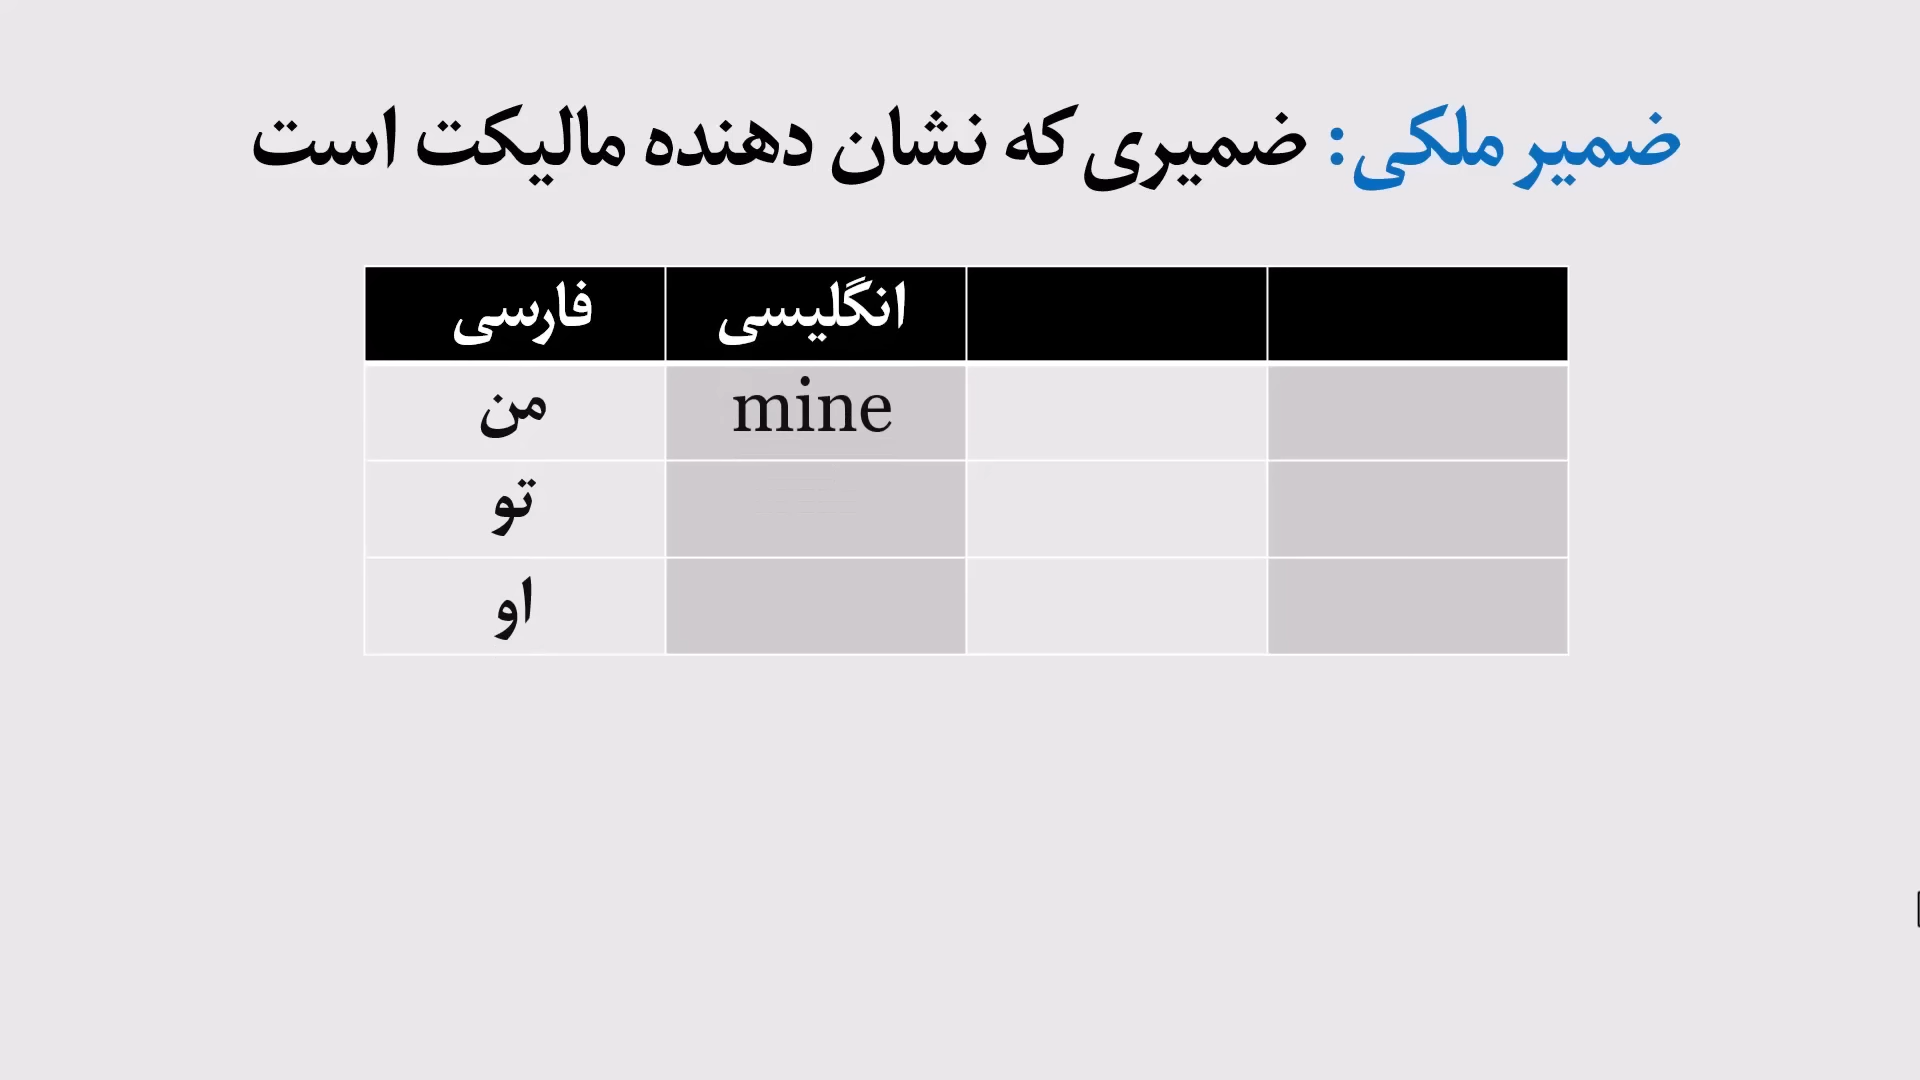 ضمیر ملکی: ضمیری که نشان دهنده مالیکت است
فارسی انگلیسی
من mine
تو
او